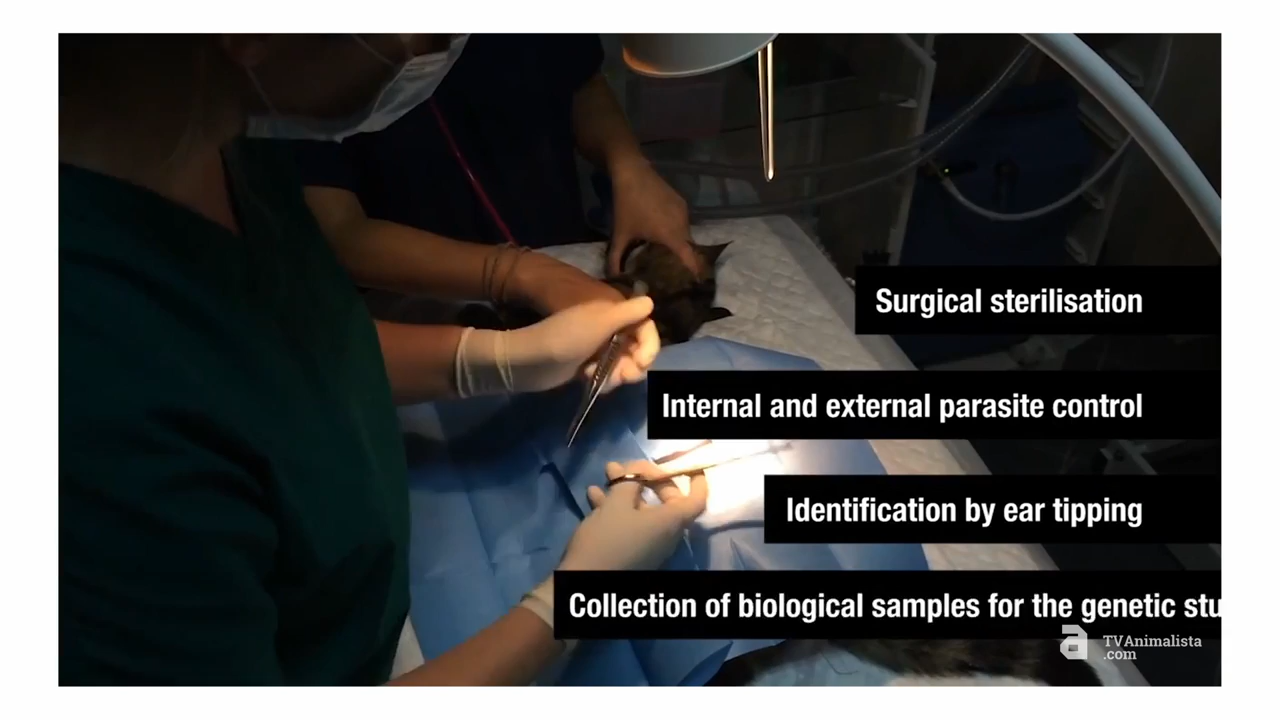 Surgical sterilisation
Internal and external parasite control
Identification by ear tipping
Collection of biological samples for the genetic stu
TVAnimalista
.com